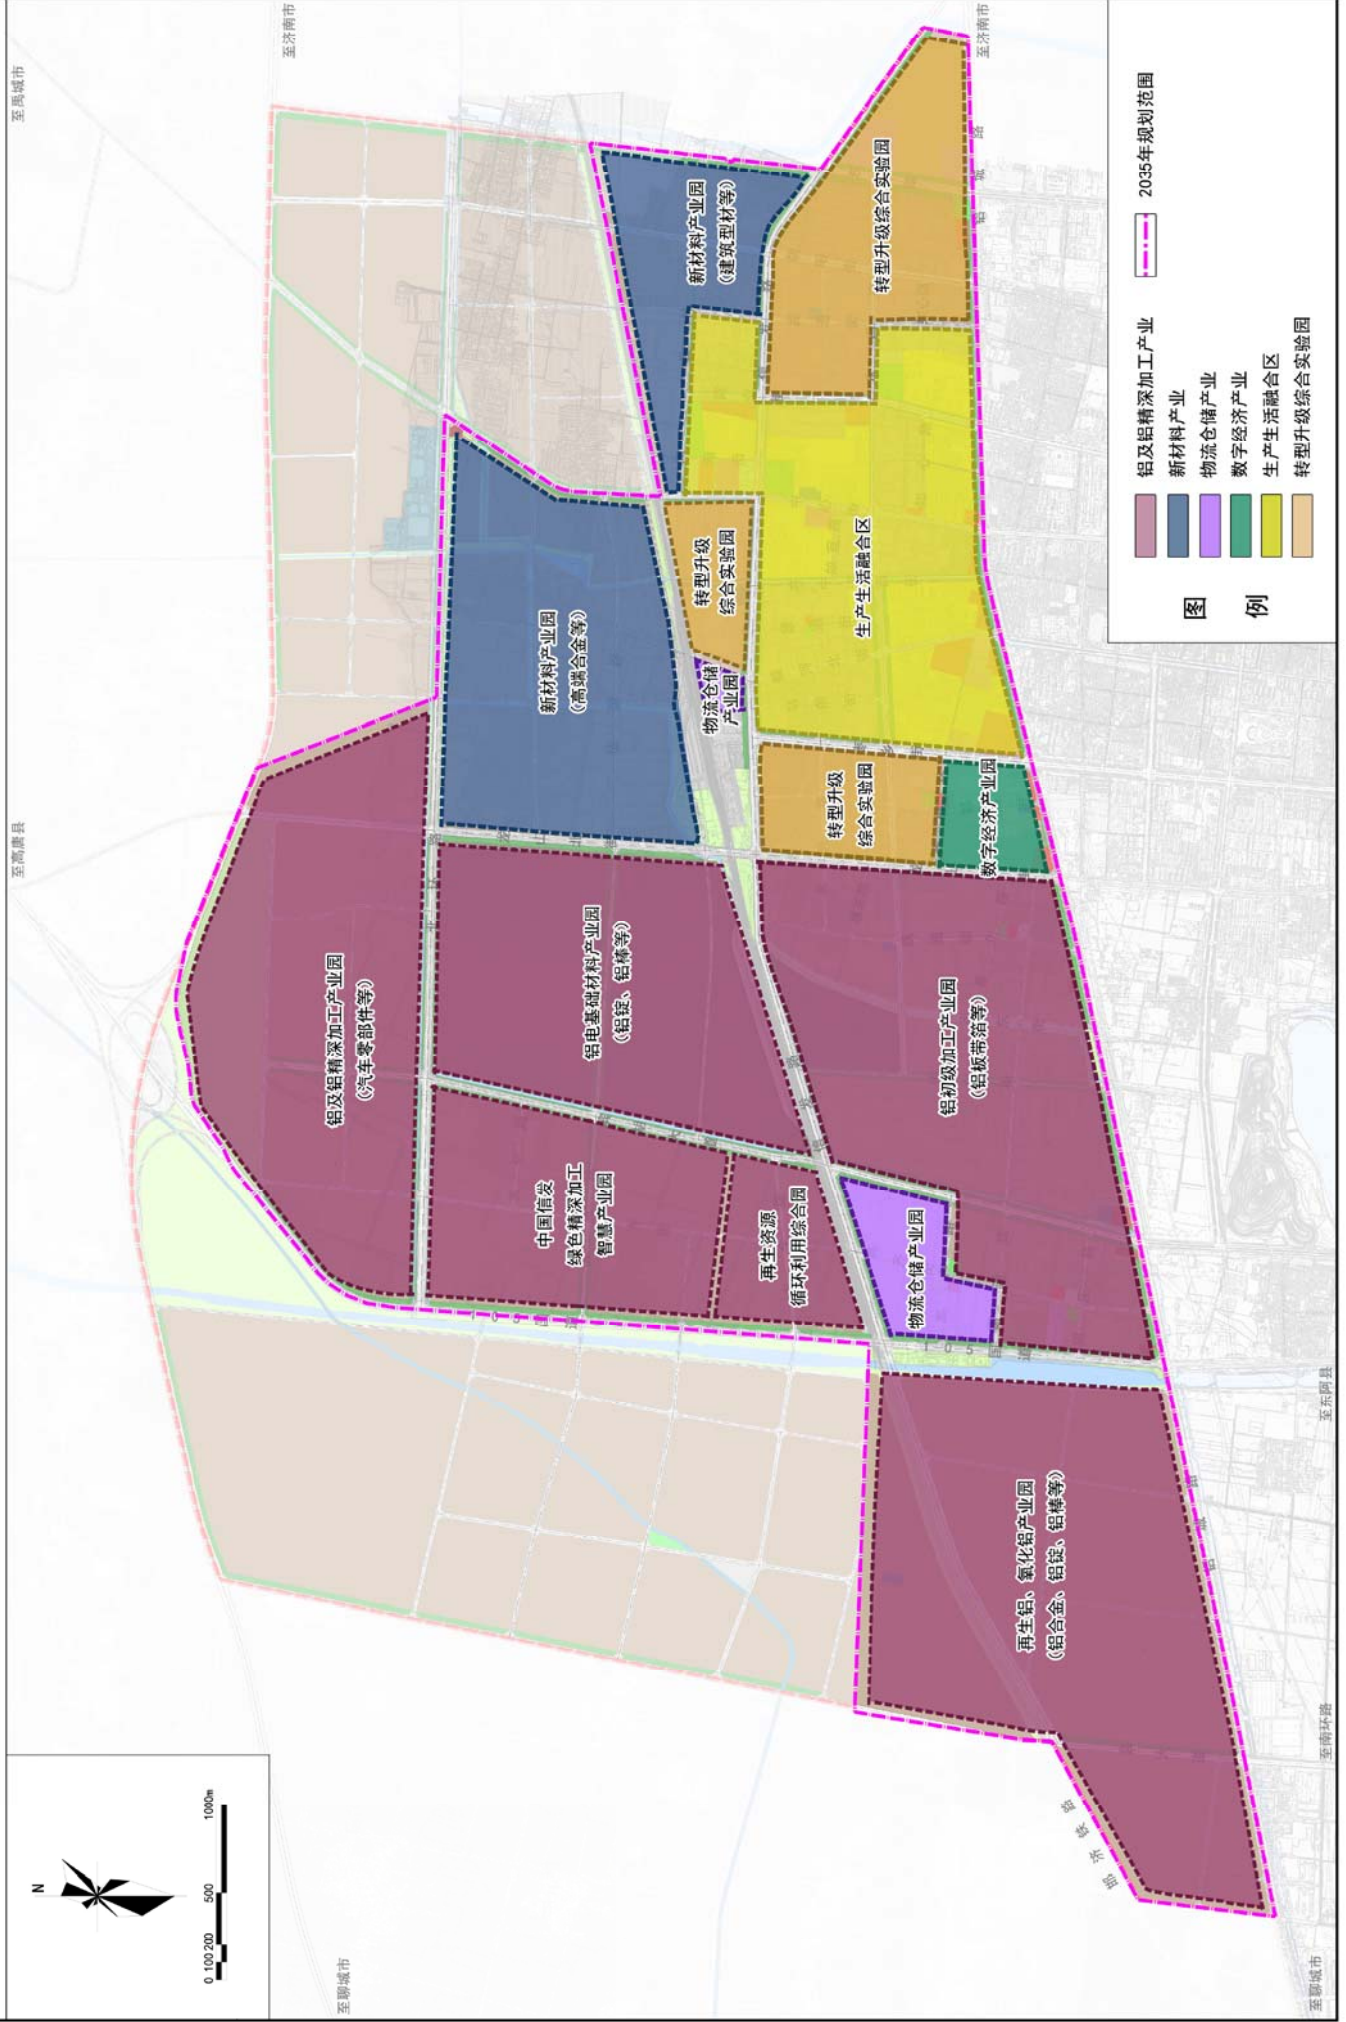 N
0 100 200 500 1000m
至聊城市
至高唐县
至禹城市
至济南市
铝及铝精深加工产业园
(汽车零部件等)
中国信发
绿色精深加工
智慧产业园
铝电基础材料产业园
(铝锭、铝棒等)
新材料产业园
(高端合金等)
新材料产业园
(建筑型材等)
再生资源
循环利用综合园
物流仓储
产业园
转型升级
综合实验园
转型升级
综合实验园
转型升级综合实验园
生产生活融合区
物流仓储产业园
铝初级加工产业园
(铝板带箔等)
数字经济产业园
再生铝、氧化铝产业园
(铝合金、铝锭、铝棒等)
105国道
105国道
邯济铁路
至聊城市
至南环路
至东阿县
至济南市
图
例
铝及铝精深加工产业
新材料产业
物流仓储产业
数字经济产业
生产生活融合区
转型升级综合实验园
2035年规划范围